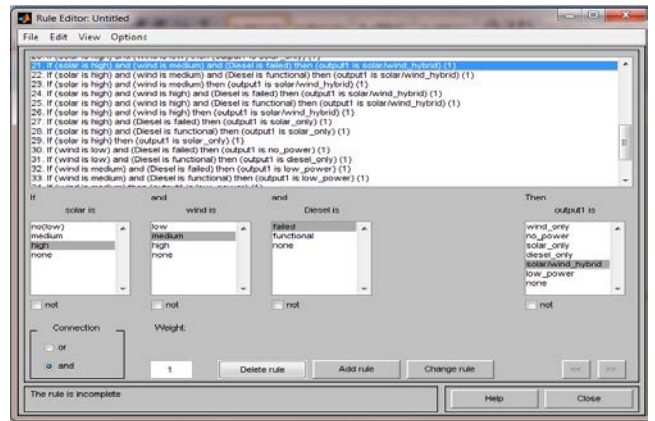 Rule Editor: Untitled
File Edit View Options
21. If (solar is high) and (wind is medium) and (Diesel is failed) then (output1 is solar/wind_hybrid) (1)
22. If (solar is high) and (wind is medium) and (Diesel is functional) then (output1 is solar/wind_hybrid) (1)
23. If (solar is high) and (wind is medium) then (output1 is solar/wind_hybrid) (1)
24. If (solar is high) and (wind is high) and (Diesel is failed) then (output1 is solar/wind_hybrid) (1)
25. If (solar is high) and (wind is high) and (Diesel is functional) then (output1 is solar/wind_hybrid) (1)
26. If (solar is high) and (wind is high) then (output1 is solar/wind_hybrid) (1)
27. If (solar is high) and (Diesel is failed) then (output1 is solar_only) (1)
28. If (solar is high) and (Diesel is functional) then (output1 is solar_only) (1)
29. If (solar is high) then (output1 is solar_only) (1)
30. If (wind is low) and (Diesel is failed) then (output1 is no_power) (1)
31. If (wind is low) and (Diesel is functional) then (output1 is diesel_only) (1)
32. If (wind is medium) and (Diesel is failed) then (output1 is low_power) (1)
33. If (wind is medium) and (Diesel is functional) then (output1 is low_power) (1)
If and and Then
solar is wind is Diesel is output1 is
no(low) low failed wind_only
medium medium functional no_power
high high none solar_only
none none diesel_only
solar/wind_hybrid
low_power
none
not not not not
Connection Weight:
or
and 1 Delete rule Add rule Change rule << >>
The rule is incomplete Help Close